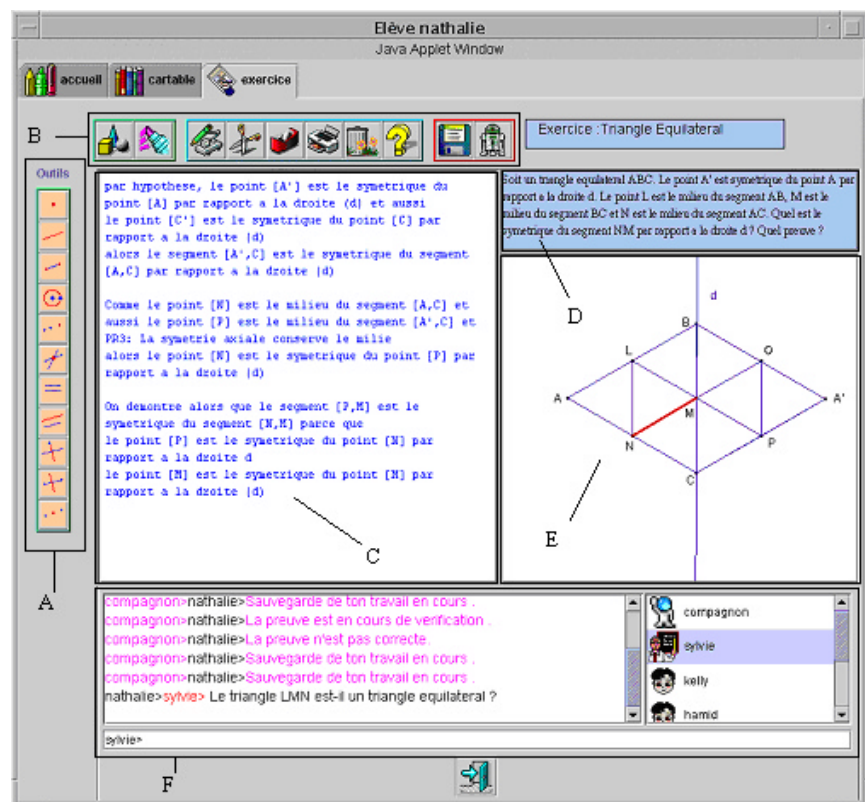 Elève nathalie
Java Applet Window
accueil
cartable
exercice
B
Exercice :Triangle Equilateral
Outils
par hypothese, le point [A'] est le symetrique du
point [A] par rapport a la droite (d) et aussi
le point [C'] est le symetrique du point [C] par
rapport a la droite (d)
alors le segment [A',C] est le symetrique du segment
[A,C] par rapport a la droite (d)
Comme le point [N] est le milieu du segment [A,C] et
aussi le point [P] est le milieu du segment [A',C] et
PR3: La symetrie axiale conserve le milie
alors le point [N] est le symetrique du point [P] par
rapport a la droite (d)
On demontre alors que le segment [P,M] est le
symetrique du segment [N,M] parce que
le point [P] est le symetrique du point [N] par
rapport a la droite d
le point [M] est le symetrique du point [M] par
rapport a la droite (d)
C
A
Soit un triangle equilateral ABC. Le point A' est symetrique du point A par
rapport a la droite d. Le point L est le milieu du segment AB, M est le
milieu du segment BC et N est le milieu du segment AC. Quel est le
symetrique du segment NM par rapport a la droite d ? Quel preuve ?
D
d
B
L
O
A
M
A'
N
P
C
E
compagnon>nathalie>Sauvegarde de ton travail en cours .
compagnon>nathalie>La preuve est en cours de verification .
compagnon>nathalie>La preuve n'est pas correcte.
compagnon>nathalie>Sauvegarde de ton travail en cours .
compagnon>nathalie>Sauvegarde de ton travail en cours .
nathalie>sylvie> Le triangle LMN est-il un triangle equilateral ?
compagnon
sylvie
kelly
hamid
sylvie>
F